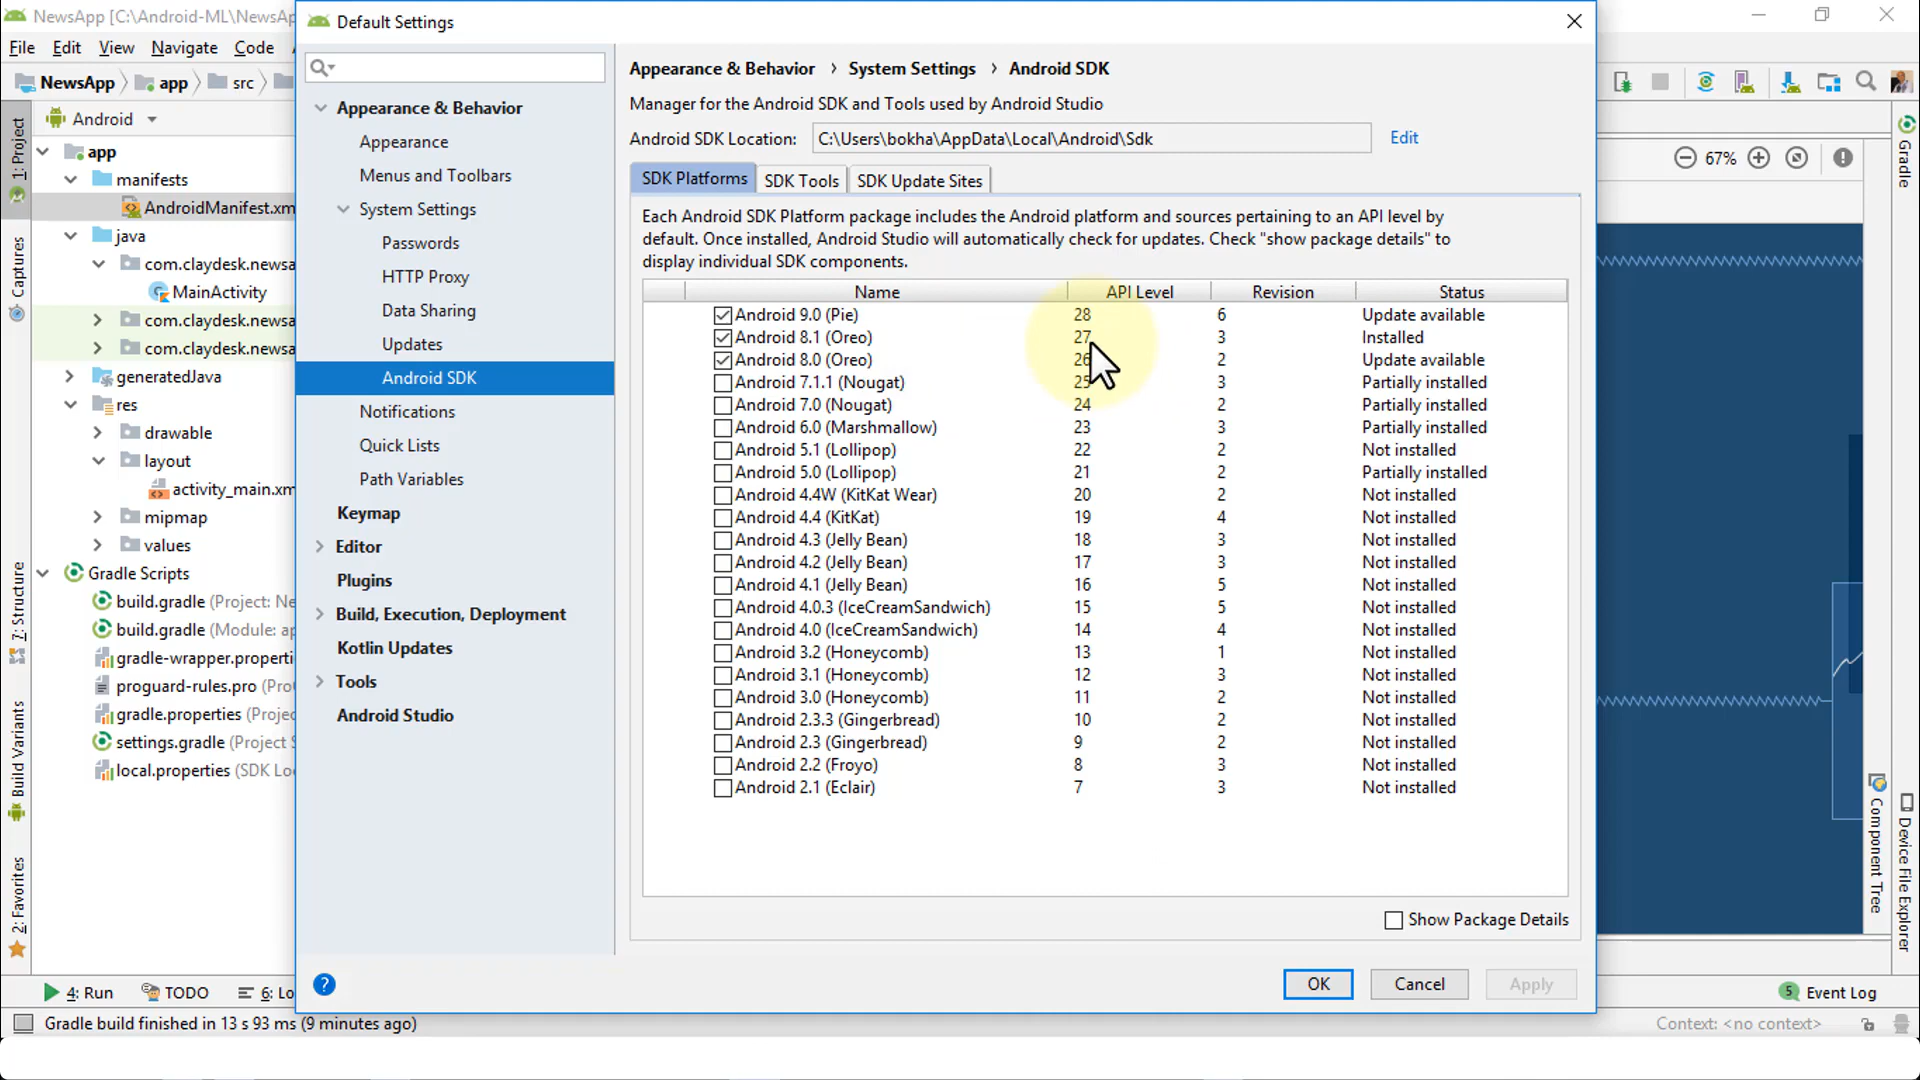 NewsApp [C:\Android-ML\NewsAp
File Edit View Navigate Code
NewsApp app src
1: Project
Captures
7: Structure
Build Variants
2: Favorites
Android
app
manifests
AndroidManifest.xm
java
com.claydesk.newsa
MainActivity
com.claydesk.newsa
com.claydesk.newsa
generatedJava
res
drawable
layout
activity_main.xm
mipmap
values
Gradle Scripts
build.gradle (Project: Ne
build.gradle (Module: ap
gradle-wrapper.properti
proguard-rules.pro (Pro
gradle.properties (Projec
settings.gradle (Project S
local.properties (SDK Loc
Default Settings
Appearance & Behavior
Appearance
Menus and Toolbars
System Settings
Passwords
HTTP Proxy
Data Sharing
Updates
Android SDK
Notifications
Quick Lists
Path Variables
Keymap
Editor
Plugins
Build, Execution, Deployment
Kotlin Updates
Tools
Android Studio
Appearance & Behavior › System Settings › Android SDK
Manager for the Android SDK and Tools used by Android Studio
Android SDK Location: C:\Users\bokha\AppData\Local\Android\Sdk Edit
SDK Platforms SDK Tools SDK Update Sites
Each Android SDK Platform package includes the Android platform and sources pertaining to an API level by
default. Once installed, Android Studio will automatically check for updates. Check "show package details" to
display individual SDK components.
Name API Level Revision Status
Android 9.0 (Pie) 28 6 Update available
Android 8.1 (Oreo) 27 3 Installed
Android 8.0 (Oreo) 26 2 Update available
Android 7.1.1 (Nougat) 25 3 Partially installed
Android 7.0 (Nougat) 24 2 Partially installed
Android 6.0 (Marshmallow) 23 3 Partially installed
Android 5.1 (Lollipop) 22 2 Not installed
Android 5.0 (Lollipop) 21 2 Partially installed
Android 4.4W (KitKat Wear) 20 2 Not installed
Android 4.4 (KitKat) 19 4 Not installed
Android 4.3 (Jelly Bean) 18 3 Not installed
Android 4.2 (Jelly Bean) 17 3 Not installed
Android 4.1 (Jelly Bean) 16 5 Not installed
Android 4.0.3 (IceCreamSandwich) 15 5 Not installed
Android 4.0 (IceCreamSandwich) 14 4 Not installed
Android 3.2 (Honeycomb) 13 1 Not installed
Android 3.1 (Honeycomb) 12 3 Not installed
Android 3.0 (Honeycomb) 11 2 Not installed
Android 2.3.3 (Gingerbread) 10 2 Not installed
Android 2.3 (Gingerbread) 9 2 Not installed
Android 2.2 (Froyo) 8 3 Not installed
Android 2.1 (Eclair) 7 3 Not installed
Show Package Details
? OK Cancel Apply
67%
Gradle
Component Tree
Device File Explorer
4: Run TODO 6: Lo
5 Event Log
Gradle build finished in 13 s 93 ms (9 minutes ago)
Context: <no context>